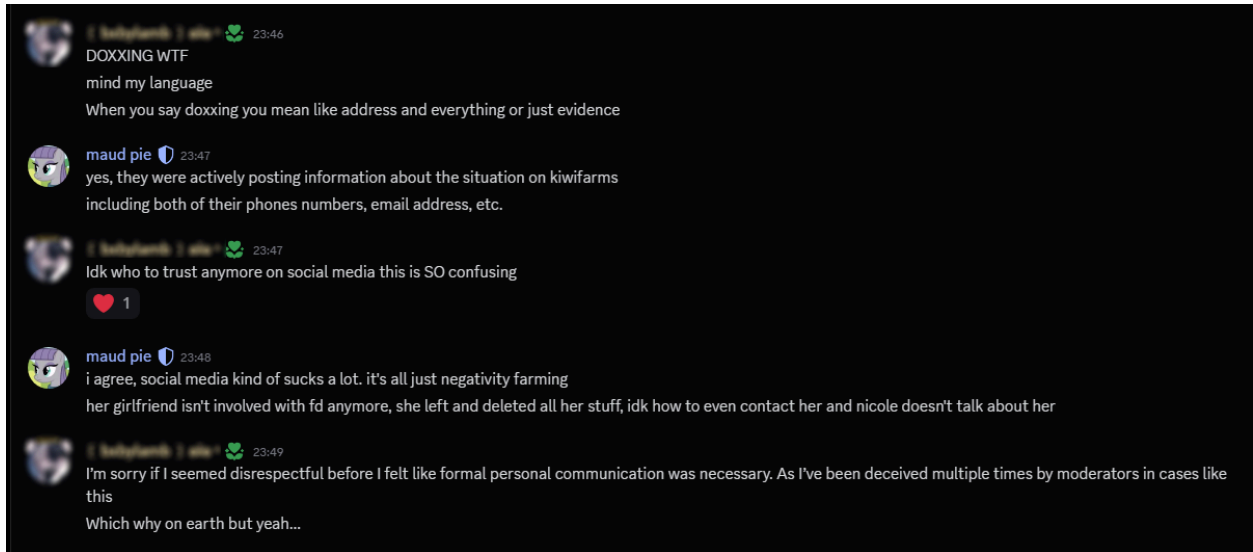 23:46
DOXXING WTF
mind my language
When you say doxxing you mean like address and everything or just evidence
maud pie 23:47
yes, they were actively posting information about the situation on kiwifarms
including both of their phones numbers, email address, etc.
23:47
Idk who to trust anymore on social media this is SO confusing
1
maud pie 23:48
i agree, social media kind of sucks a lot. it's all just negativity farming
her girlfriend isn't involved with fd anymore, she left and deleted all her stuff, idk how to even contact her and nicole doesn't talk about her
23:49
I'm sorry if I seemed disrespectful before I felt like formal personal communication was necessary. As I've been deceived multiple times by moderators in cases like
this
Which why on earth but yeah...